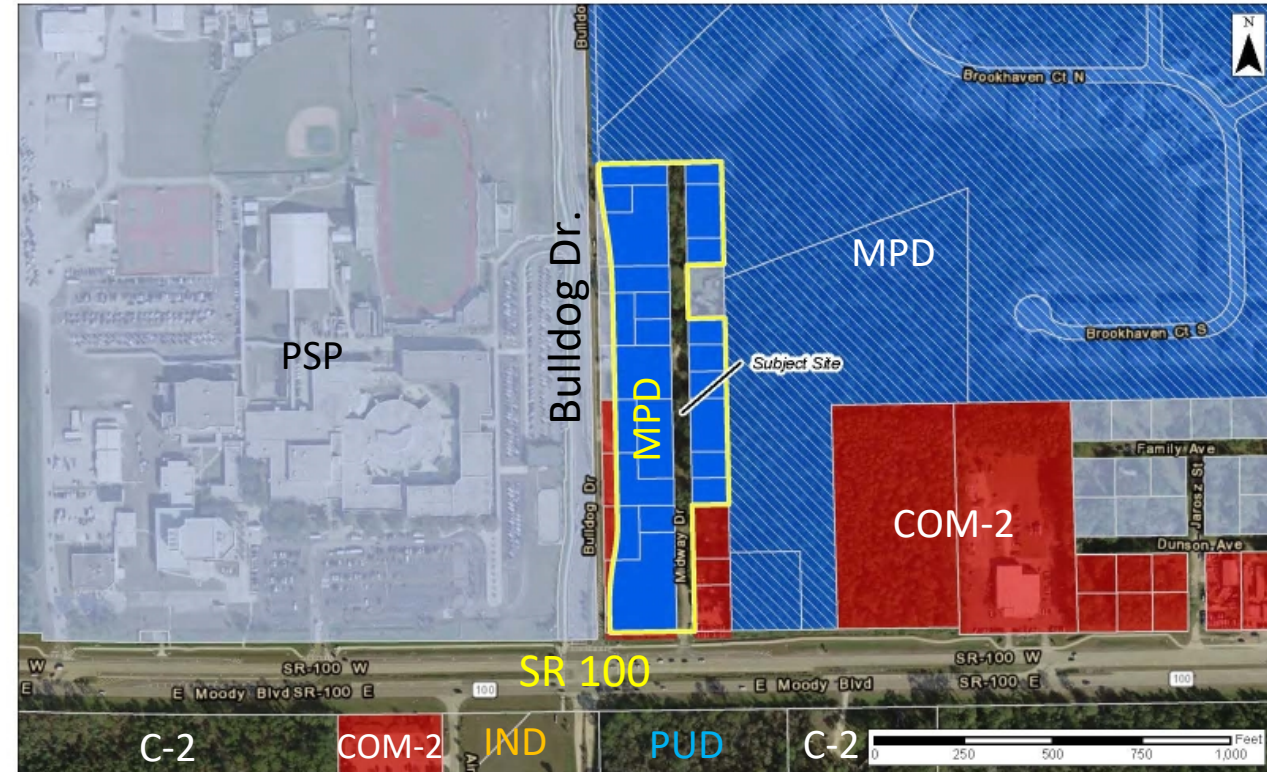 Bulldo
N
Brookhaven Ct N
Bulldog Dr.
MPD
Brookhaven Ct S
PSP
Subject Site
MPD
Family Ave
Jarosz St
COM-2
Bulldog Dr
Midway Dr
Dunson Ave
W
SR-100 W
SR 100
SR-100 W
E
E Moody Blvd SR-100 E
100
E Moody Blvd
SR-100 E
100
C-2
COM-2
IND
PUD
C-2
Feet
0 250 500 750 1,000